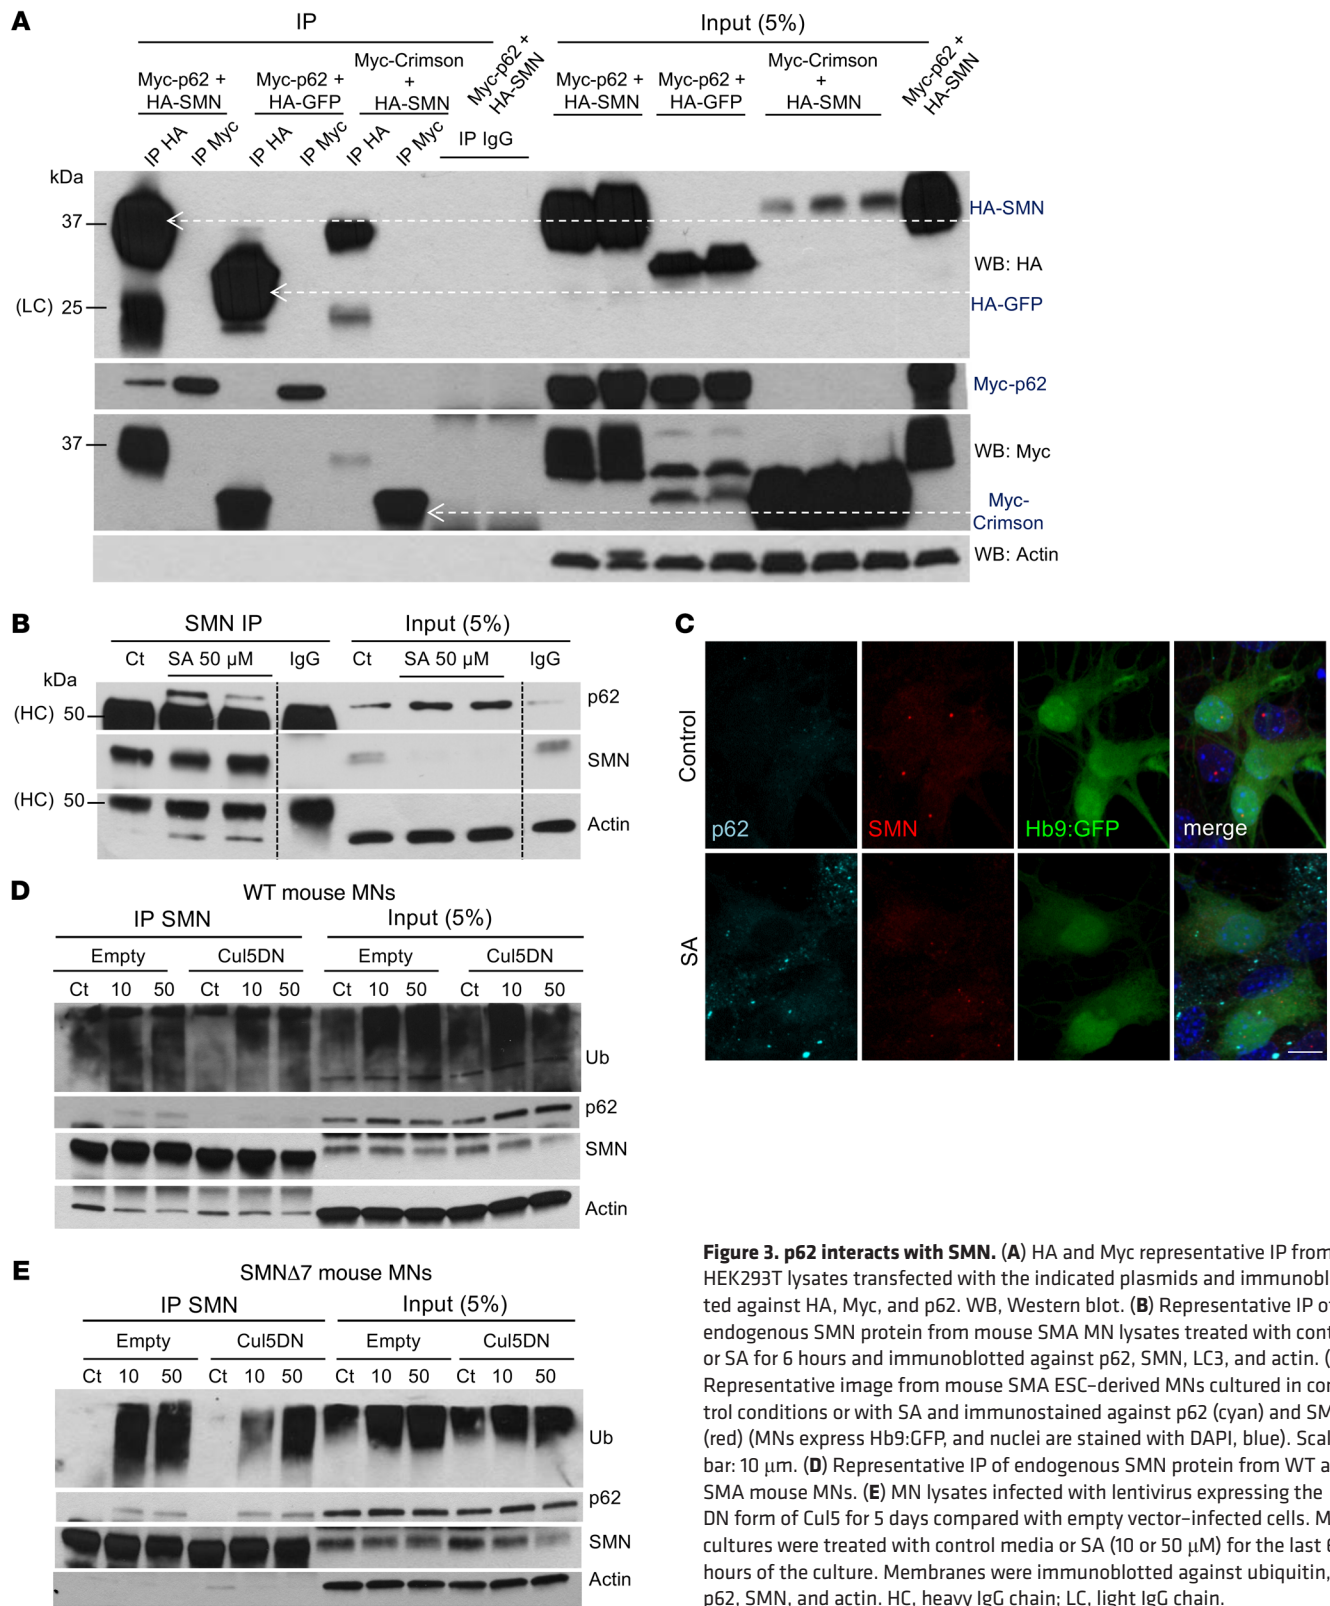 A
IP
Input (5%)
Myc-p62 +
HA-SMN
Myc-p62 +
HA-GFP
Myc-Crimson
+
HA-SMN
Myc-p62 +
HA-SMN
Myc-p62 +
HA-SMN
Myc-p62 +
HA-GFP
Myc-Crimson
+
HA-SMN
Myc-p62 +
HA-SMN
IP HA
IP Myc
IP HA
IP Myc
IP HA
IP Myc
IP IgG
kDa
37
HA-SMN
WB: HA
(LC) 25
HA-GFP
Myc-p62
37
WB: Myc
Myc-
Crimson
WB: Actin
B
SMN IP
Input (5%)
Ct SA 50 µM IgG Ct SA 50 µM IgG
kDa
(HC) 50
p62
SMN
(HC) 50
Actin
C
Control
p62
SMN
Hb9:GFP
merge
SA
D
WT mouse MNs
IP SMN
Input (5%)
Empty Cul5DN Empty Cul5DN
Ct 10 50 Ct 10 50 Ct 10 50 Ct 10 50
Ub
p62
SMN
Actin
E
SMNΔ7 mouse MNs
IP SMN
Input (5%)
Empty Cul5DN Empty Cul5DN
Ct 10 50 Ct 10 50 Ct 10 50 Ct 10 50
Ub
p62
SMN
Actin
Figure 3. p62 interacts with SMN. (A) HA and Myc representative IP from
HEK293T lysates transfected with the indicated plasmids and immunobl
ted against HA, Myc, and p62. WB, Western blot. (B) Representative IP of
endogenous SMN protein from mouse SMA MN lysates treated with cont
or SA for 6 hours and immunoblotted against p62, SMN, LC3, and actin. (
Representative image from mouse SMA ESC–derived MNs cultured in con
trol conditions or with SA and immunostained against p62 (cyan) and SM
(red) (MNs express Hb9:GFP, and nuclei are stained with DAPI, blue). Scal
bar: 10 µm. (D) Representative IP of endogenous SMN protein from WT a
SMA mouse MNs. (E) MN lysates infected with lentivirus expressing the
DN form of Cul5 for 5 days compared with empty vector–infected cells. M
cultures were treated with control media or SA (10 or 50 µM) for the last 6
hours of the culture. Membranes were immunoblotted against ubiquitin,
p62, SMN, and actin. HC, heavy IgG chain; LC, light IgG chain.